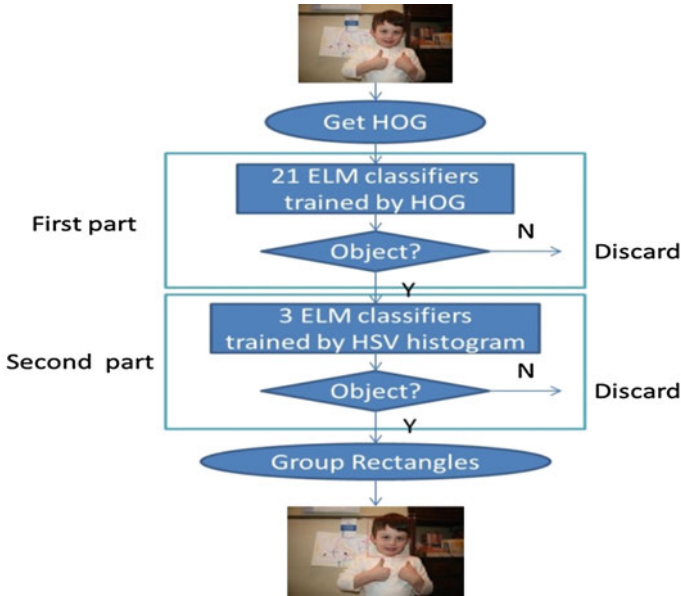 Get HOG
21 ELM classifiers
trained by HOG
First part
N
Object?
Discard
Y
3 ELM classifiers
trained by HSV histogram
Second part
N
Object?
Discard
Y
Group Rectangles